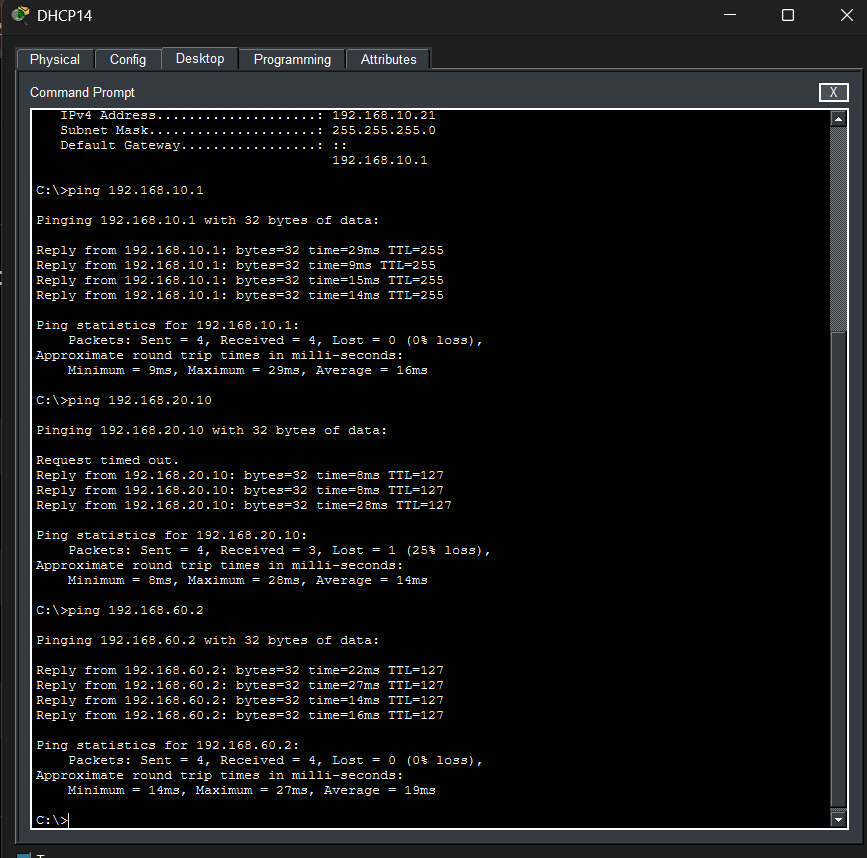 DHCP14
Physical Config Desktop Programming Attributes
Command Prompt X
IPv4 Address....................: 192.168.10.21
Subnet Mask.....................: 255.255.255.0
Default Gateway.................: ::
192.168.10.1
C:\>ping 192.168.10.1
Pinging 192.168.10.1 with 32 bytes of data:
Reply from 192.168.10.1: bytes=32 time=29ms TTL=255
Reply from 192.168.10.1: bytes=32 time=9ms TTL=255
Reply from 192.168.10.1: bytes=32 time=15ms TTL=255
Reply from 192.168.10.1: bytes=32 time=14ms TTL=255
Ping statistics for 192.168.10.1:
Packets: Sent = 4, Received = 4, Lost = 0 (0% loss),
Approximate round trip times in milli-seconds:
Minimum = 9ms, Maximum = 29ms, Average = 16ms
C:\>ping 192.168.20.10
Pinging 192.168.20.10 with 32 bytes of data:
Request timed out.
Reply from 192.168.20.10: bytes=32 time=8ms TTL=127
Reply from 192.168.20.10: bytes=32 time=8ms TTL=127
Reply from 192.168.20.10: bytes=32 time=28ms TTL=127
Ping statistics for 192.168.20.10:
Packets: Sent = 4, Received = 3, Lost = 1 (25% loss),
Approximate round trip times in milli-seconds:
Minimum = 8ms, Maximum = 28ms, Average = 14ms
C:\>ping 192.168.60.2
Pinging 192.168.60.2 with 32 bytes of data:
Reply from 192.168.60.2: bytes=32 time=22ms TTL=127
Reply from 192.168.60.2: bytes=32 time=27ms TTL=127
Reply from 192.168.60.2: bytes=32 time=14ms TTL=127
Reply from 192.168.60.2: bytes=32 time=16ms TTL=127
Ping statistics for 192.168.60.2:
Packets: Sent = 4, Received = 4, Lost = 0 (0% loss),
Approximate round trip times in milli-seconds:
Minimum = 14ms, Maximum = 27ms, Average = 19ms
C:\>